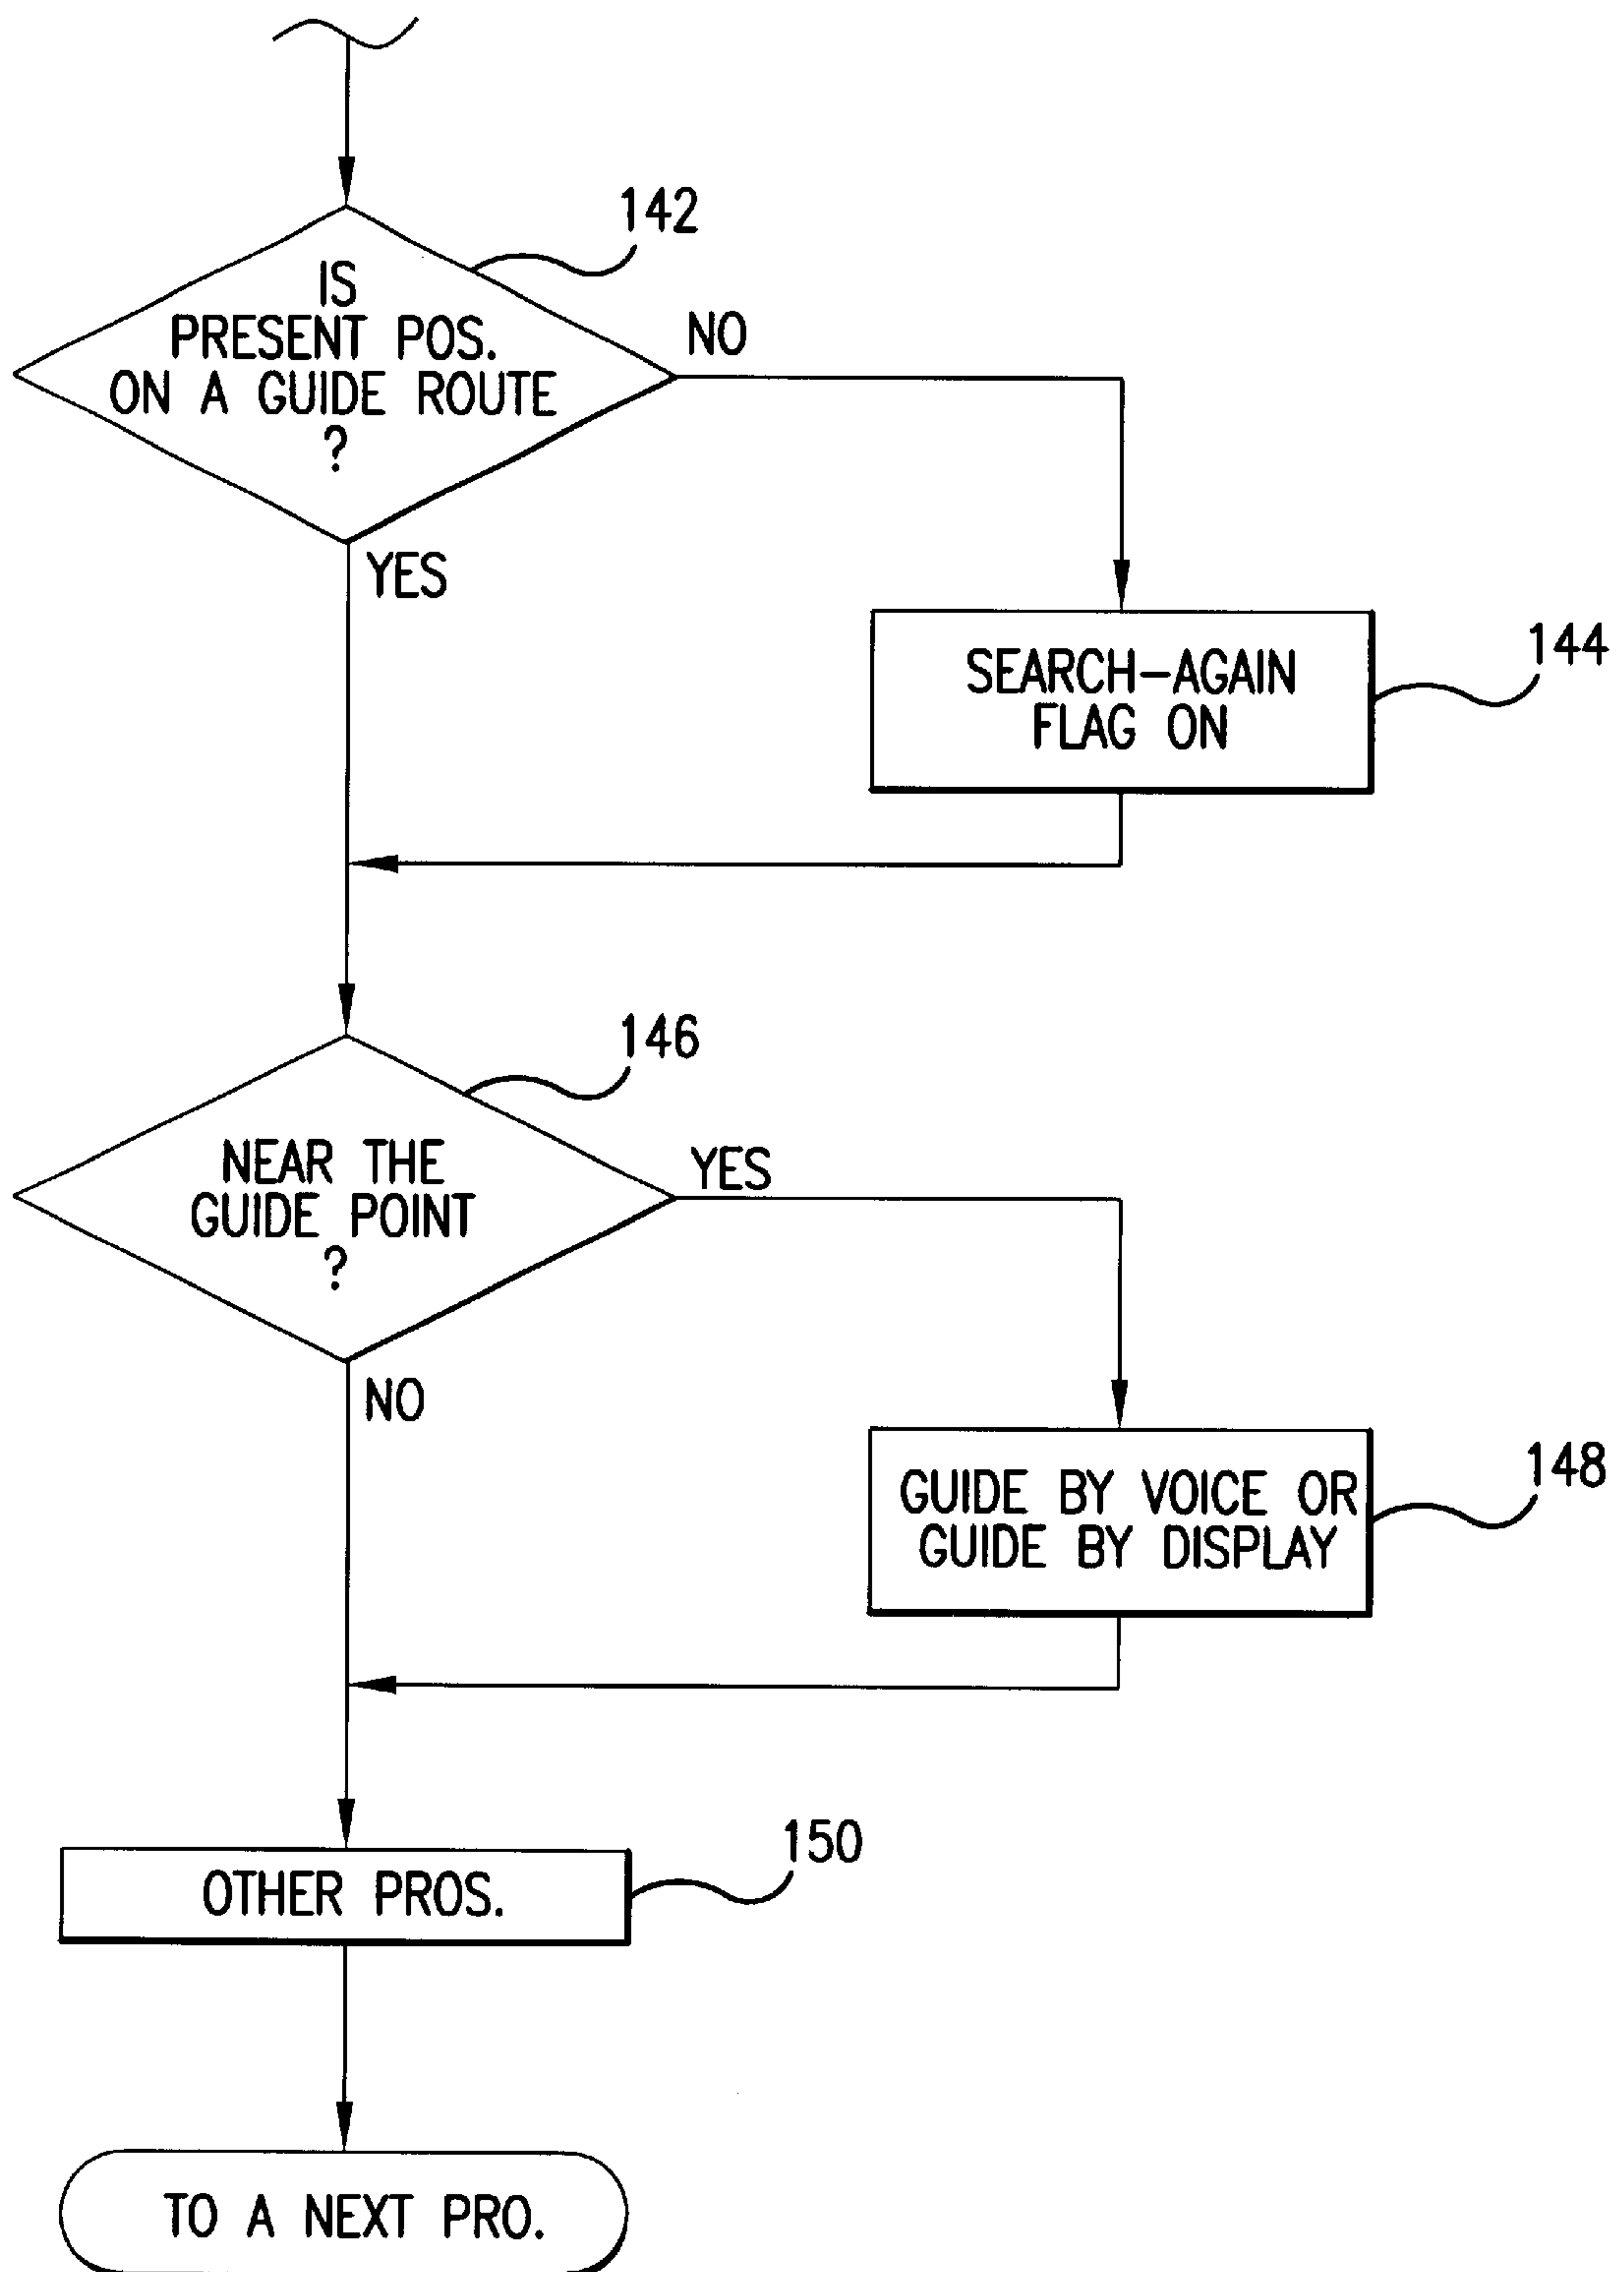 142
IS
PRESENT POS.
ON A GUIDE ROUTE
?
NO
YES
144
SEARCH-AGAIN
FLAG ON
146
NEAR THE
GUIDE POINT
?
YES
NO
148
GUIDE BY VOICE OR
GUIDE BY DISPLAY
150
OTHER PROS.
TO A NEXT PRO.